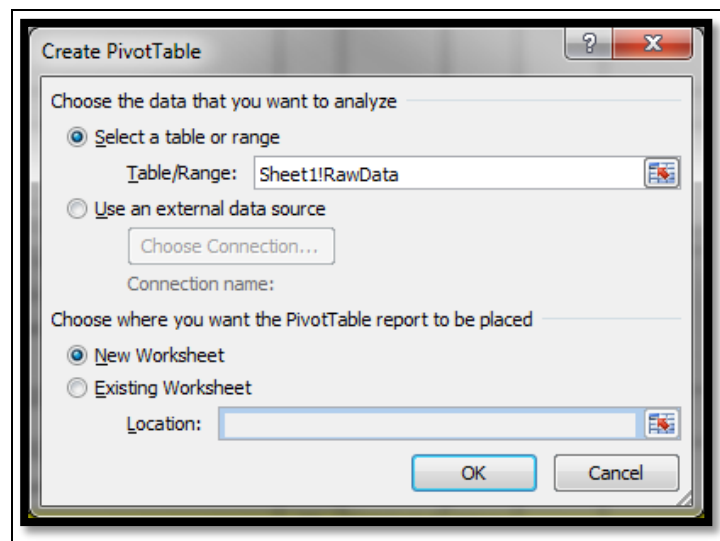 Create PivotTable
Choose the data that you want to analyze
Select a table or range
Table/Range: Sheet1!RawData
Use an external data source
Choose Connection...
Connection name:
Choose where you want the PivotTable report to be placed
New Worksheet
Existing Worksheet
Location:
OK Cancel